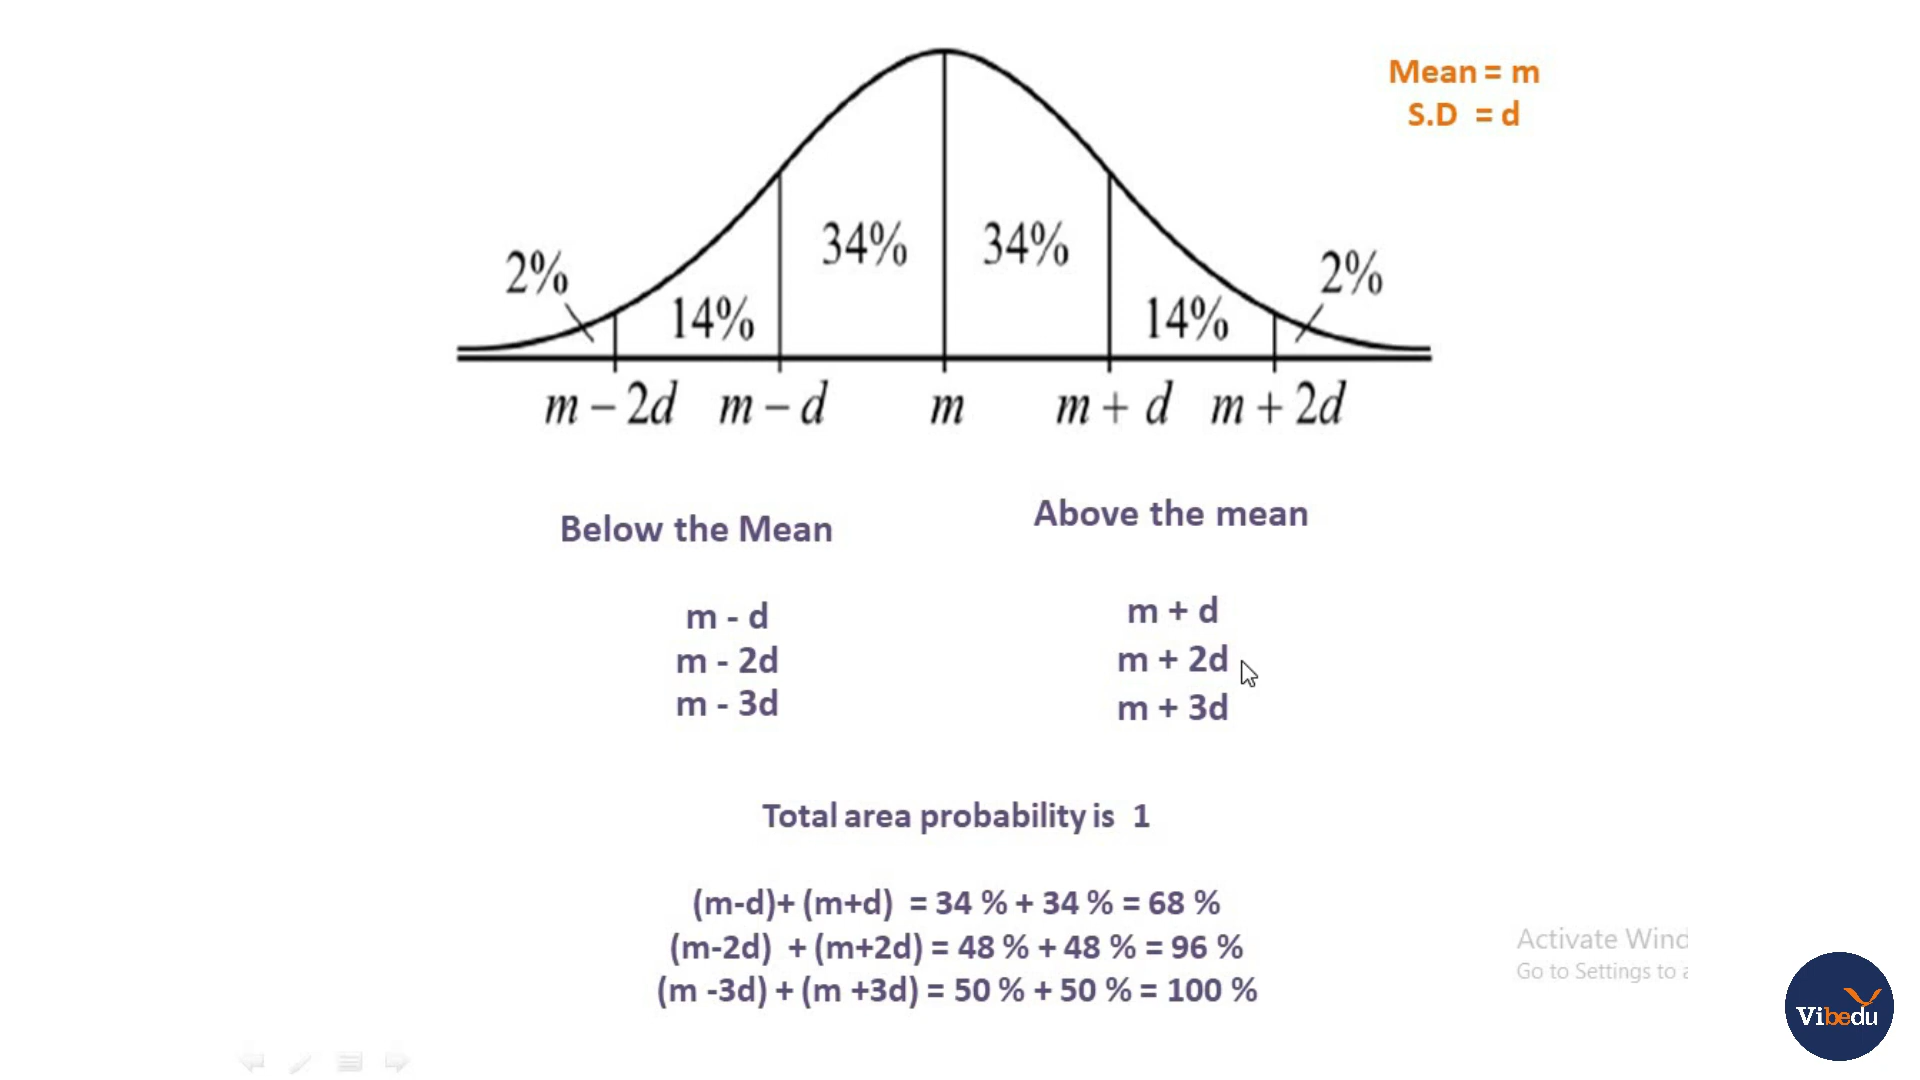 Mean = m
S.D = d
34% 34%
2% 2%
14% 14%
m – 2d m – d m m + d m + 2d
Below the Mean
m - d
m - 2d
m - 3d
Above the mean
m + d
m + 2d
m + 3d
Total area probability is 1
(m-d)+ (m+d) = 34 % + 34 % = 68 %
(m-2d) + (m+2d) = 48 % + 48 % = 96 %
(m -3d) + (m +3d) = 50 % + 50 % = 100 %
Activate Wind
Go to Settings to a
Vibedu